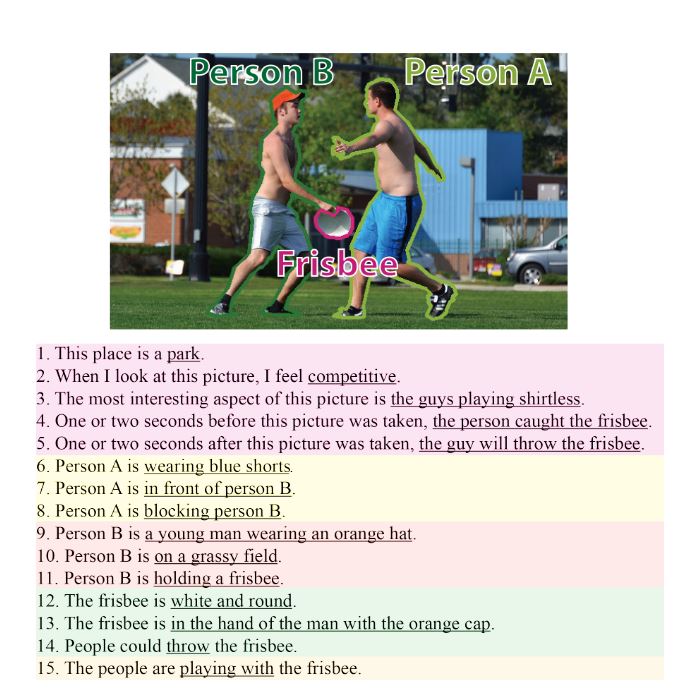 Person B Person A
Frisbee
1. This place is a park.
2. When I look at this picture, I feel competitive.
3. The most interesting aspect of this picture is the guys playing shirtless.
4. One or two seconds before this picture was taken, the person caught the frisbee.
5. One or two seconds after this picture was taken, the guy will throw the frisbee.
6. Person A is wearing blue shorts.
7. Person A is in front of person B.
8. Person A is blocking person B.
9. Person B is a young man wearing an orange hat.
10. Person B is on a grassy field.
11. Person B is holding a frisbee.
12. The frisbee is white and round.
13. The frisbee is in the hand of the man with the orange cap.
14. People could throw the frisbee.
15. The people are playing with the frisbee.